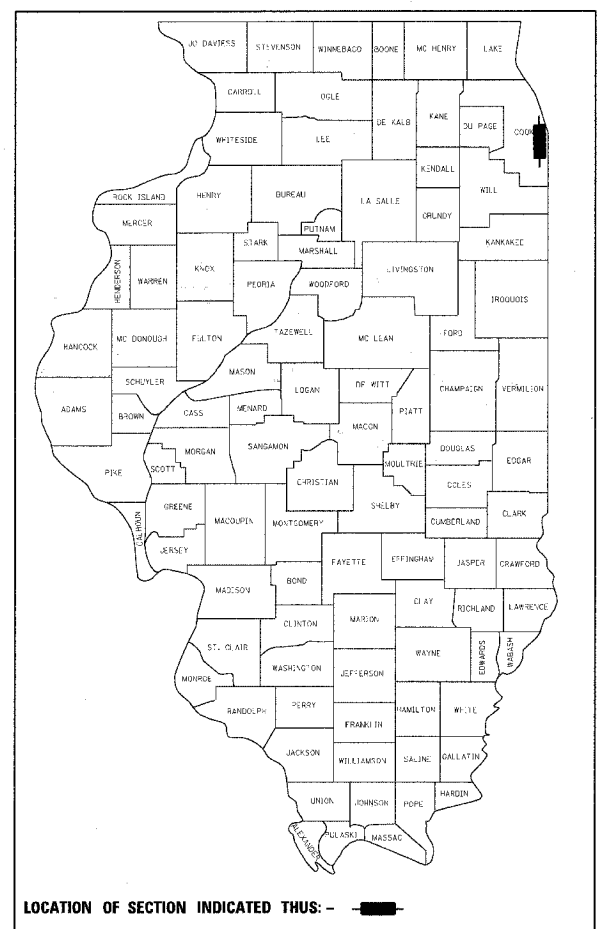 JO DAVIESS
STEVENSON
WINNEBAGO
BOONE
MC HENRY
LAKE
CARROLL
OGLE
DE KALB
KANE
DU PAGE
COOK
WHITESIDE
LEE
KENDALL
WILL
ROCK ISLAND
HENRY
BUREAU
LA SALLE
GRUNDY
MERCER
PUTNAM
STARK
MARSHALL
KANKAKEE
HENDERSON
WARREN
KNOX
PEORIA
WOODFORD
LIVINGSTON
IROQUOIS
HANCOCK
MC DONOUGH
FULTON
TAZEWELL
MC LEAN
FORD
MASON
SCHUYLER
LOGAN
DE WITT
CHAMPAIGN
VERMILION
ADAMS
BROWN
CASS
MENARD
PIATT
MACON
MORGAN
SANGAMON
DOUGLAS
EDGAR
PIKE
SCOTT
MOULTRIE
COLES
CHRISTIAN
SHELBY
GREENE
MACOUPIN
MONTGOMERY
CUMBERLAND
CLARK
CALHOUN
JERSEY
FAYETTE
EFFINGHAM
JASPER
CRAWFORD
MADISON
BOND
CLAY
RICHLAND
LAWRENCE
CLINTON
MARION
ST. CLAIR
WAYNE
EDWARDS
WABASH
WASHINGTON
JEFFERSON
MONROE
RANDOLPH
PERRY
HAMILTON
WHITE
FRANKLIN
JACKSON
WILLIAMSON
SALINE
GALLATIN
UNION
JOHNSON
POPE
HARDIN
ALEXANDER
PULASKI
MASSAC
LOCATION OF SECTION INDICATED THUS: -